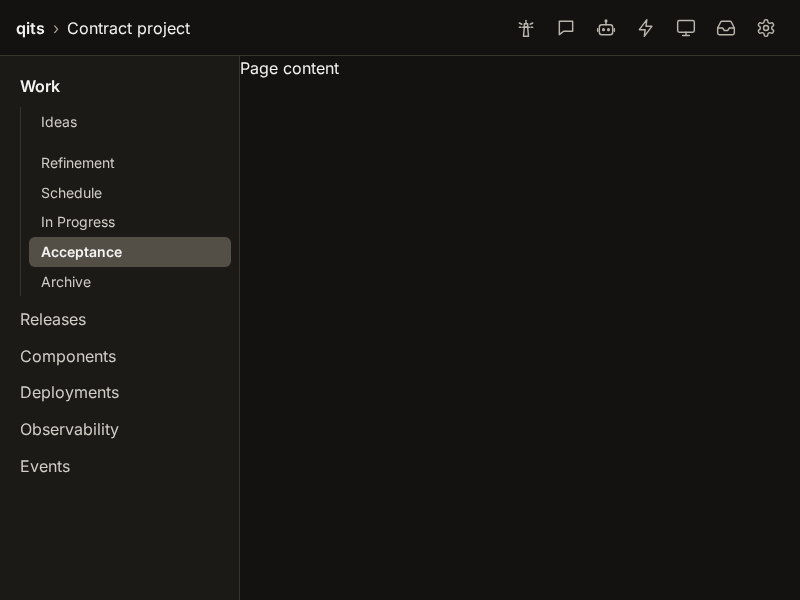 qits › Contract project
Work
Ideas
Refinement
Schedule
In Progress
Acceptance
Archive
Releases
Components
Deployments
Observability
Events
Page content